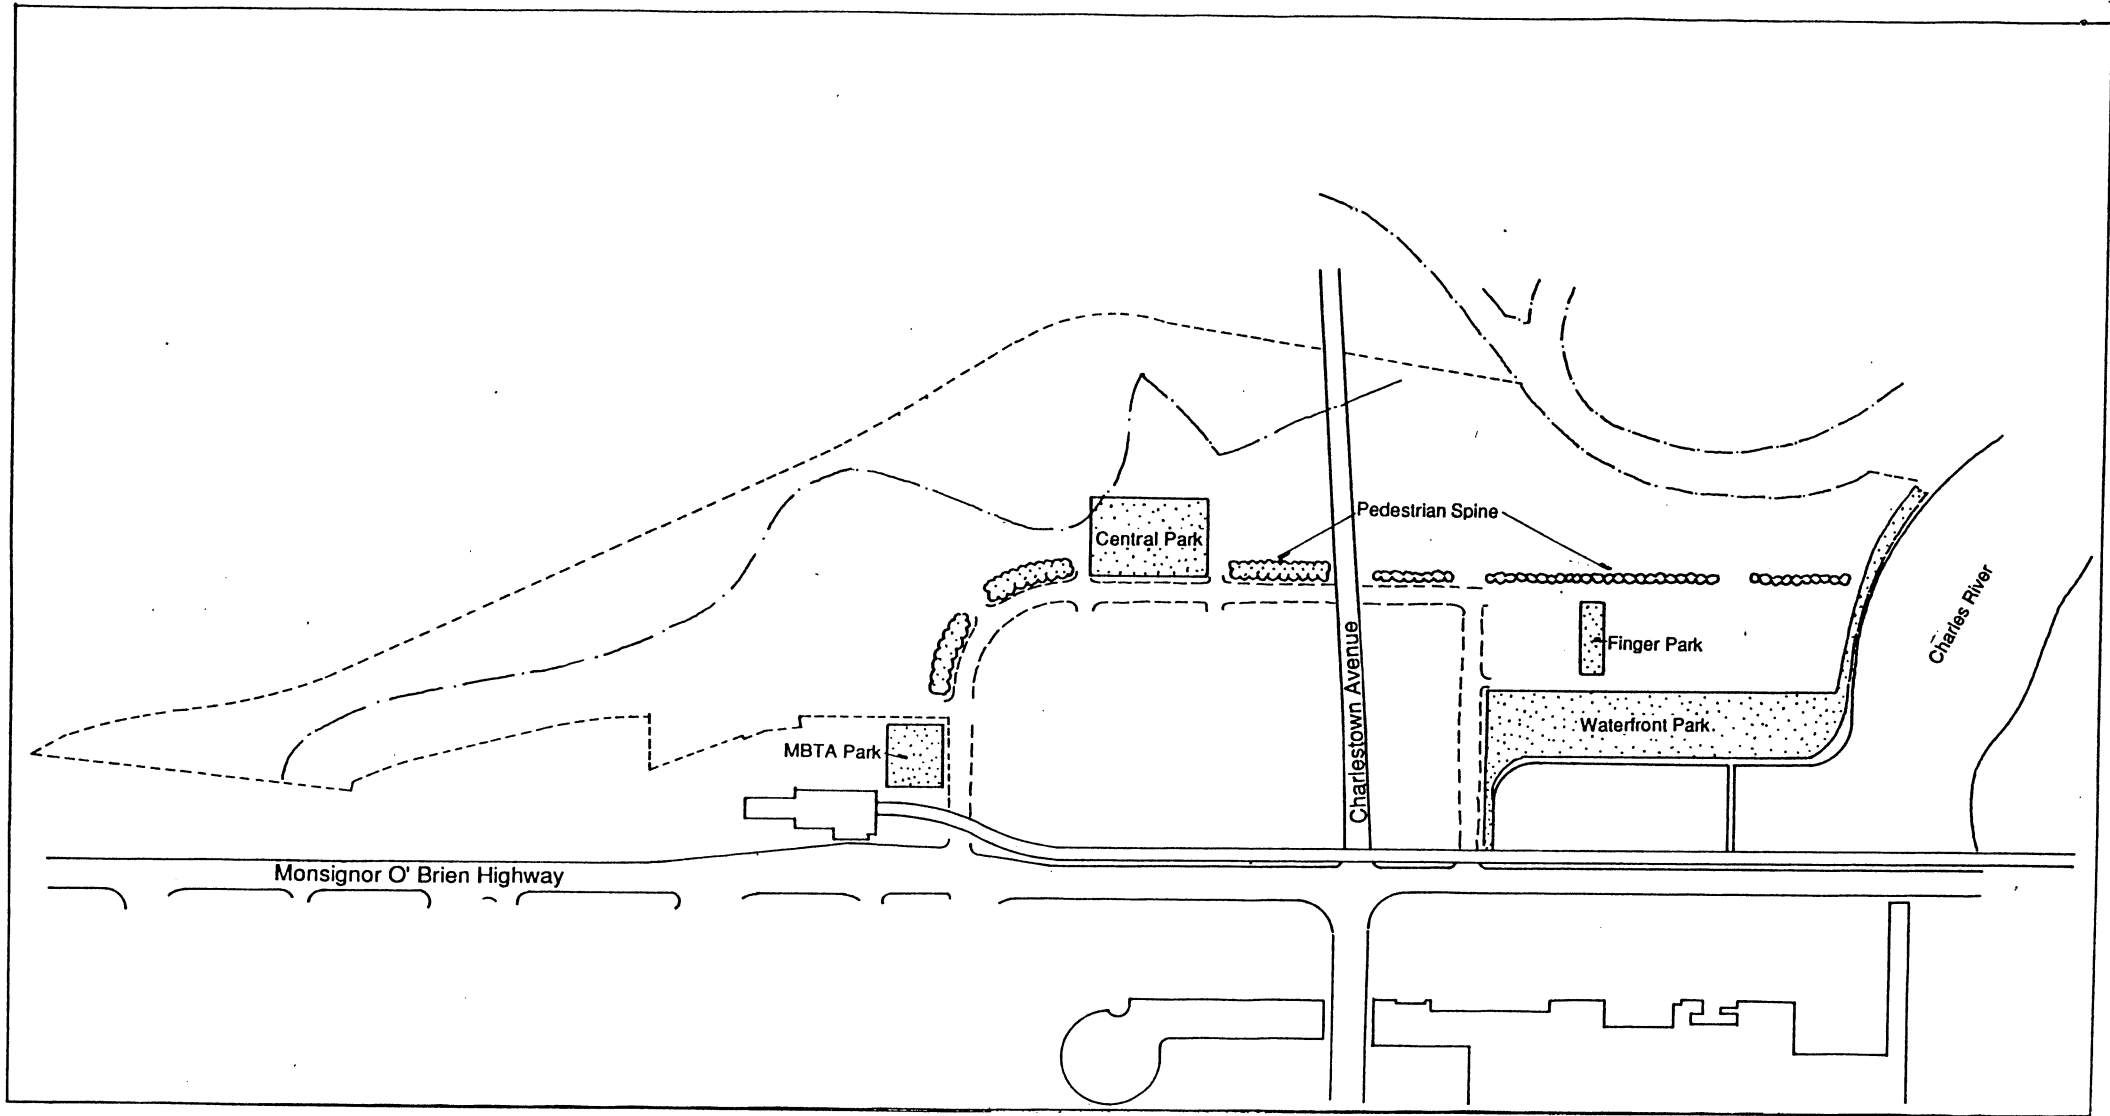 Pedestrian Spine
Central Park
Charles River
Finger Park
Charlestown Avenue
Waterfront Park
MBTA Park
Monsignor O' Brien Highway